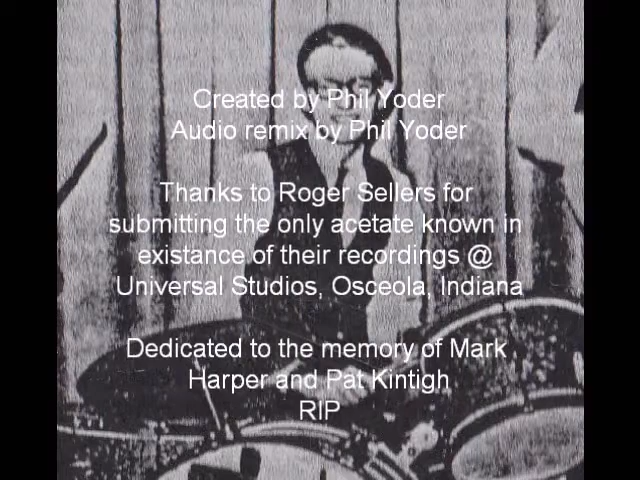 Created by Phil Yoder
Audio remix by Phil Yoder
Thanks to Roger Sellers for
submitting the only acetate known in
existance of their recordings @
Universal Studios, Osceola, Indiana
Dedicated to the memory of Mark
Harper and Pat Kintigh
RIP